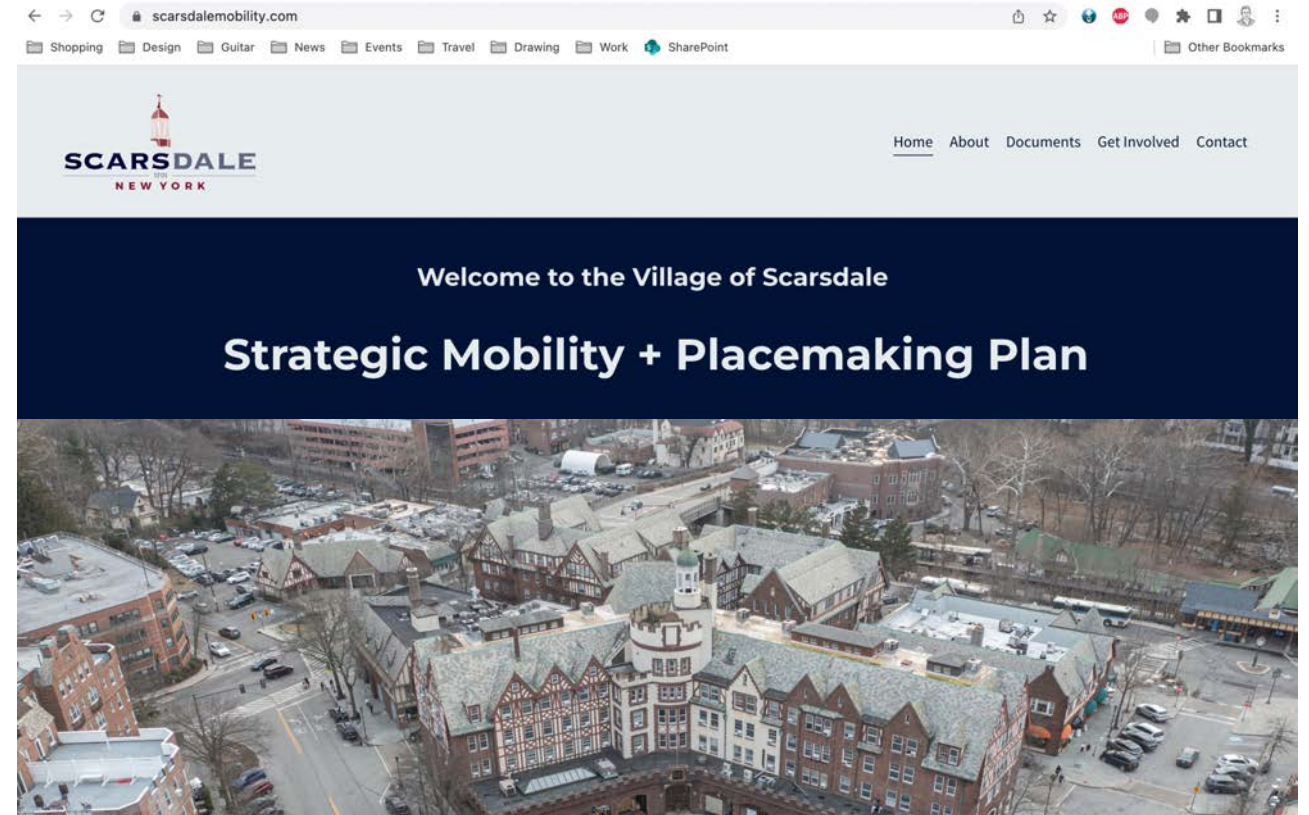 scarsdalemobility.com
ABP
Shopping Design Guitar News Events Travel Drawing Work SharePoint Other Bookmarks
SCARSDALE
NEW YORK
Home About Documents Get Involved Contact
Welcome to the Village of Scarsdale
Strategic Mobility + Placemaking Plan